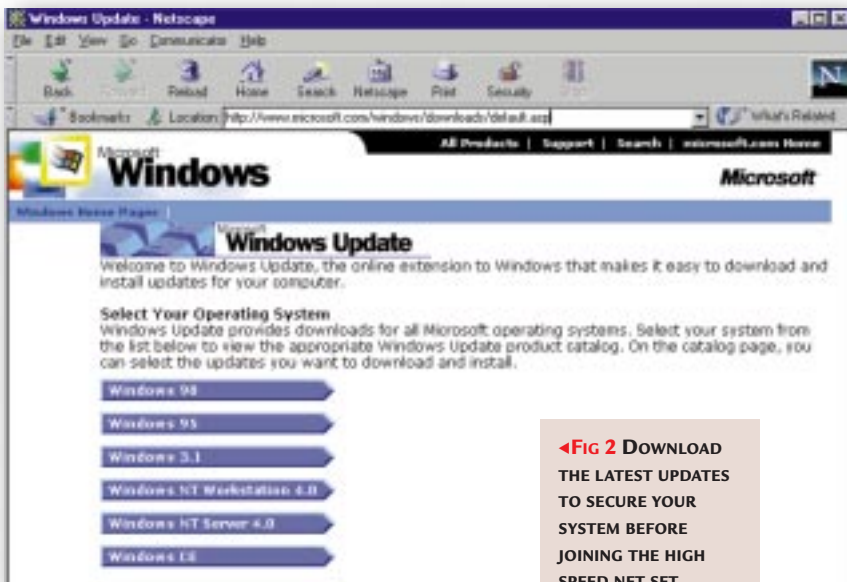 Windows Update - Netscape
File Edit View Go Communicator Help
Back Forward Reload Home Search Netscape Print Security Stop
N
Bookmarks Location: http://www.microsoft.com/windows/downloads/default.asp What's Related
All Products | Support | Search | microsoft.com Home
Microsoft
Windows
Microsoft
Windows Home Pages |
Microsoft
Windows Update
Welcome to Windows Update, the online extension to Windows that makes it easy to download and
install updates for your computer.
Select Your Operating System
Windows Update provides downloads for all Microsoft operating systems. Select your system from
the list below to view the appropriate Windows Update product catalog. On the catalog page, you
can select the updates you want to download and install.
Windows 98
Windows 95
Windows 3.1
Windows NT Workstation 4.0
Windows NT Server 4.0
Windows CE
◄FIG 2 DOWNLOAD
THE LATEST UPDATES
TO SECURE YOUR
SYSTEM BEFORE
JOINING THE HIGH
SPEED NET SET